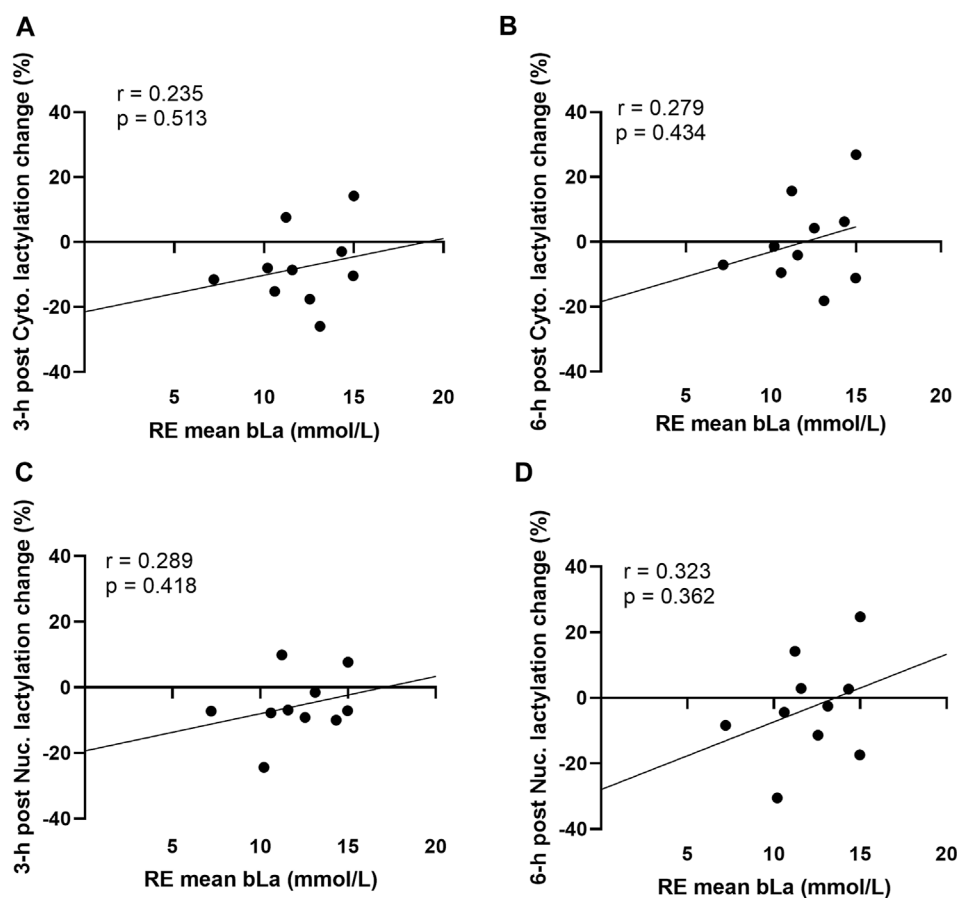 A
3-h post Cyto. lactylation change (%)
r = 0.235
p = 0.513
40
20
0
-20
-40
5 10 15 20
RE mean bLa (mmol/L)
B
6-h post Cyto. lactylation change (%)
r = 0.279
p = 0.434
40
20
0
-20
-40
5 10 15 20
RE mean bLa (mmol/L)
C
3-h post Nuc. lactylation change (%)
r = 0.289
p = 0.418
40
20
0
-20
-40
5 10 15 20
RE mean bLa (mmol/L)
D
6-h post Nuc. lactylation change (%)
r = 0.323
p = 0.362
40
20
0
-20
-40
5 10 15 20
RE mean bLa (mmol/L)